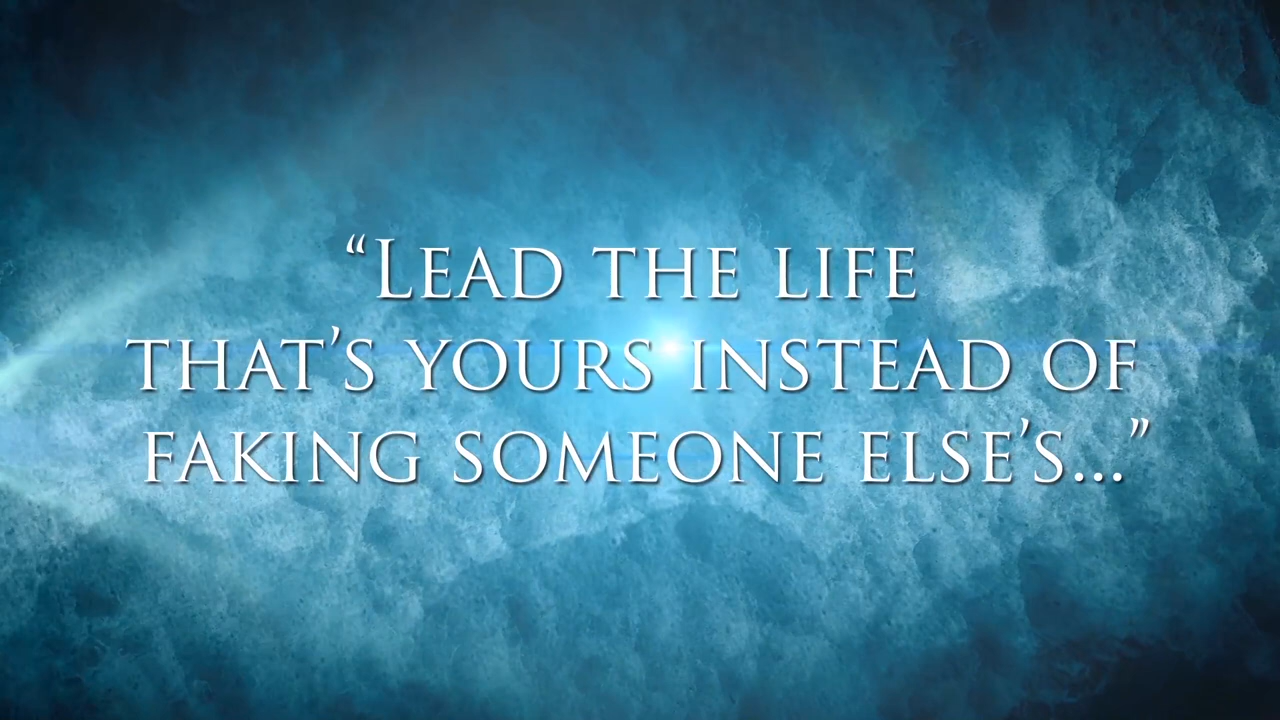 “Lead the life
that’s yours instead of
faking someone else’s...”